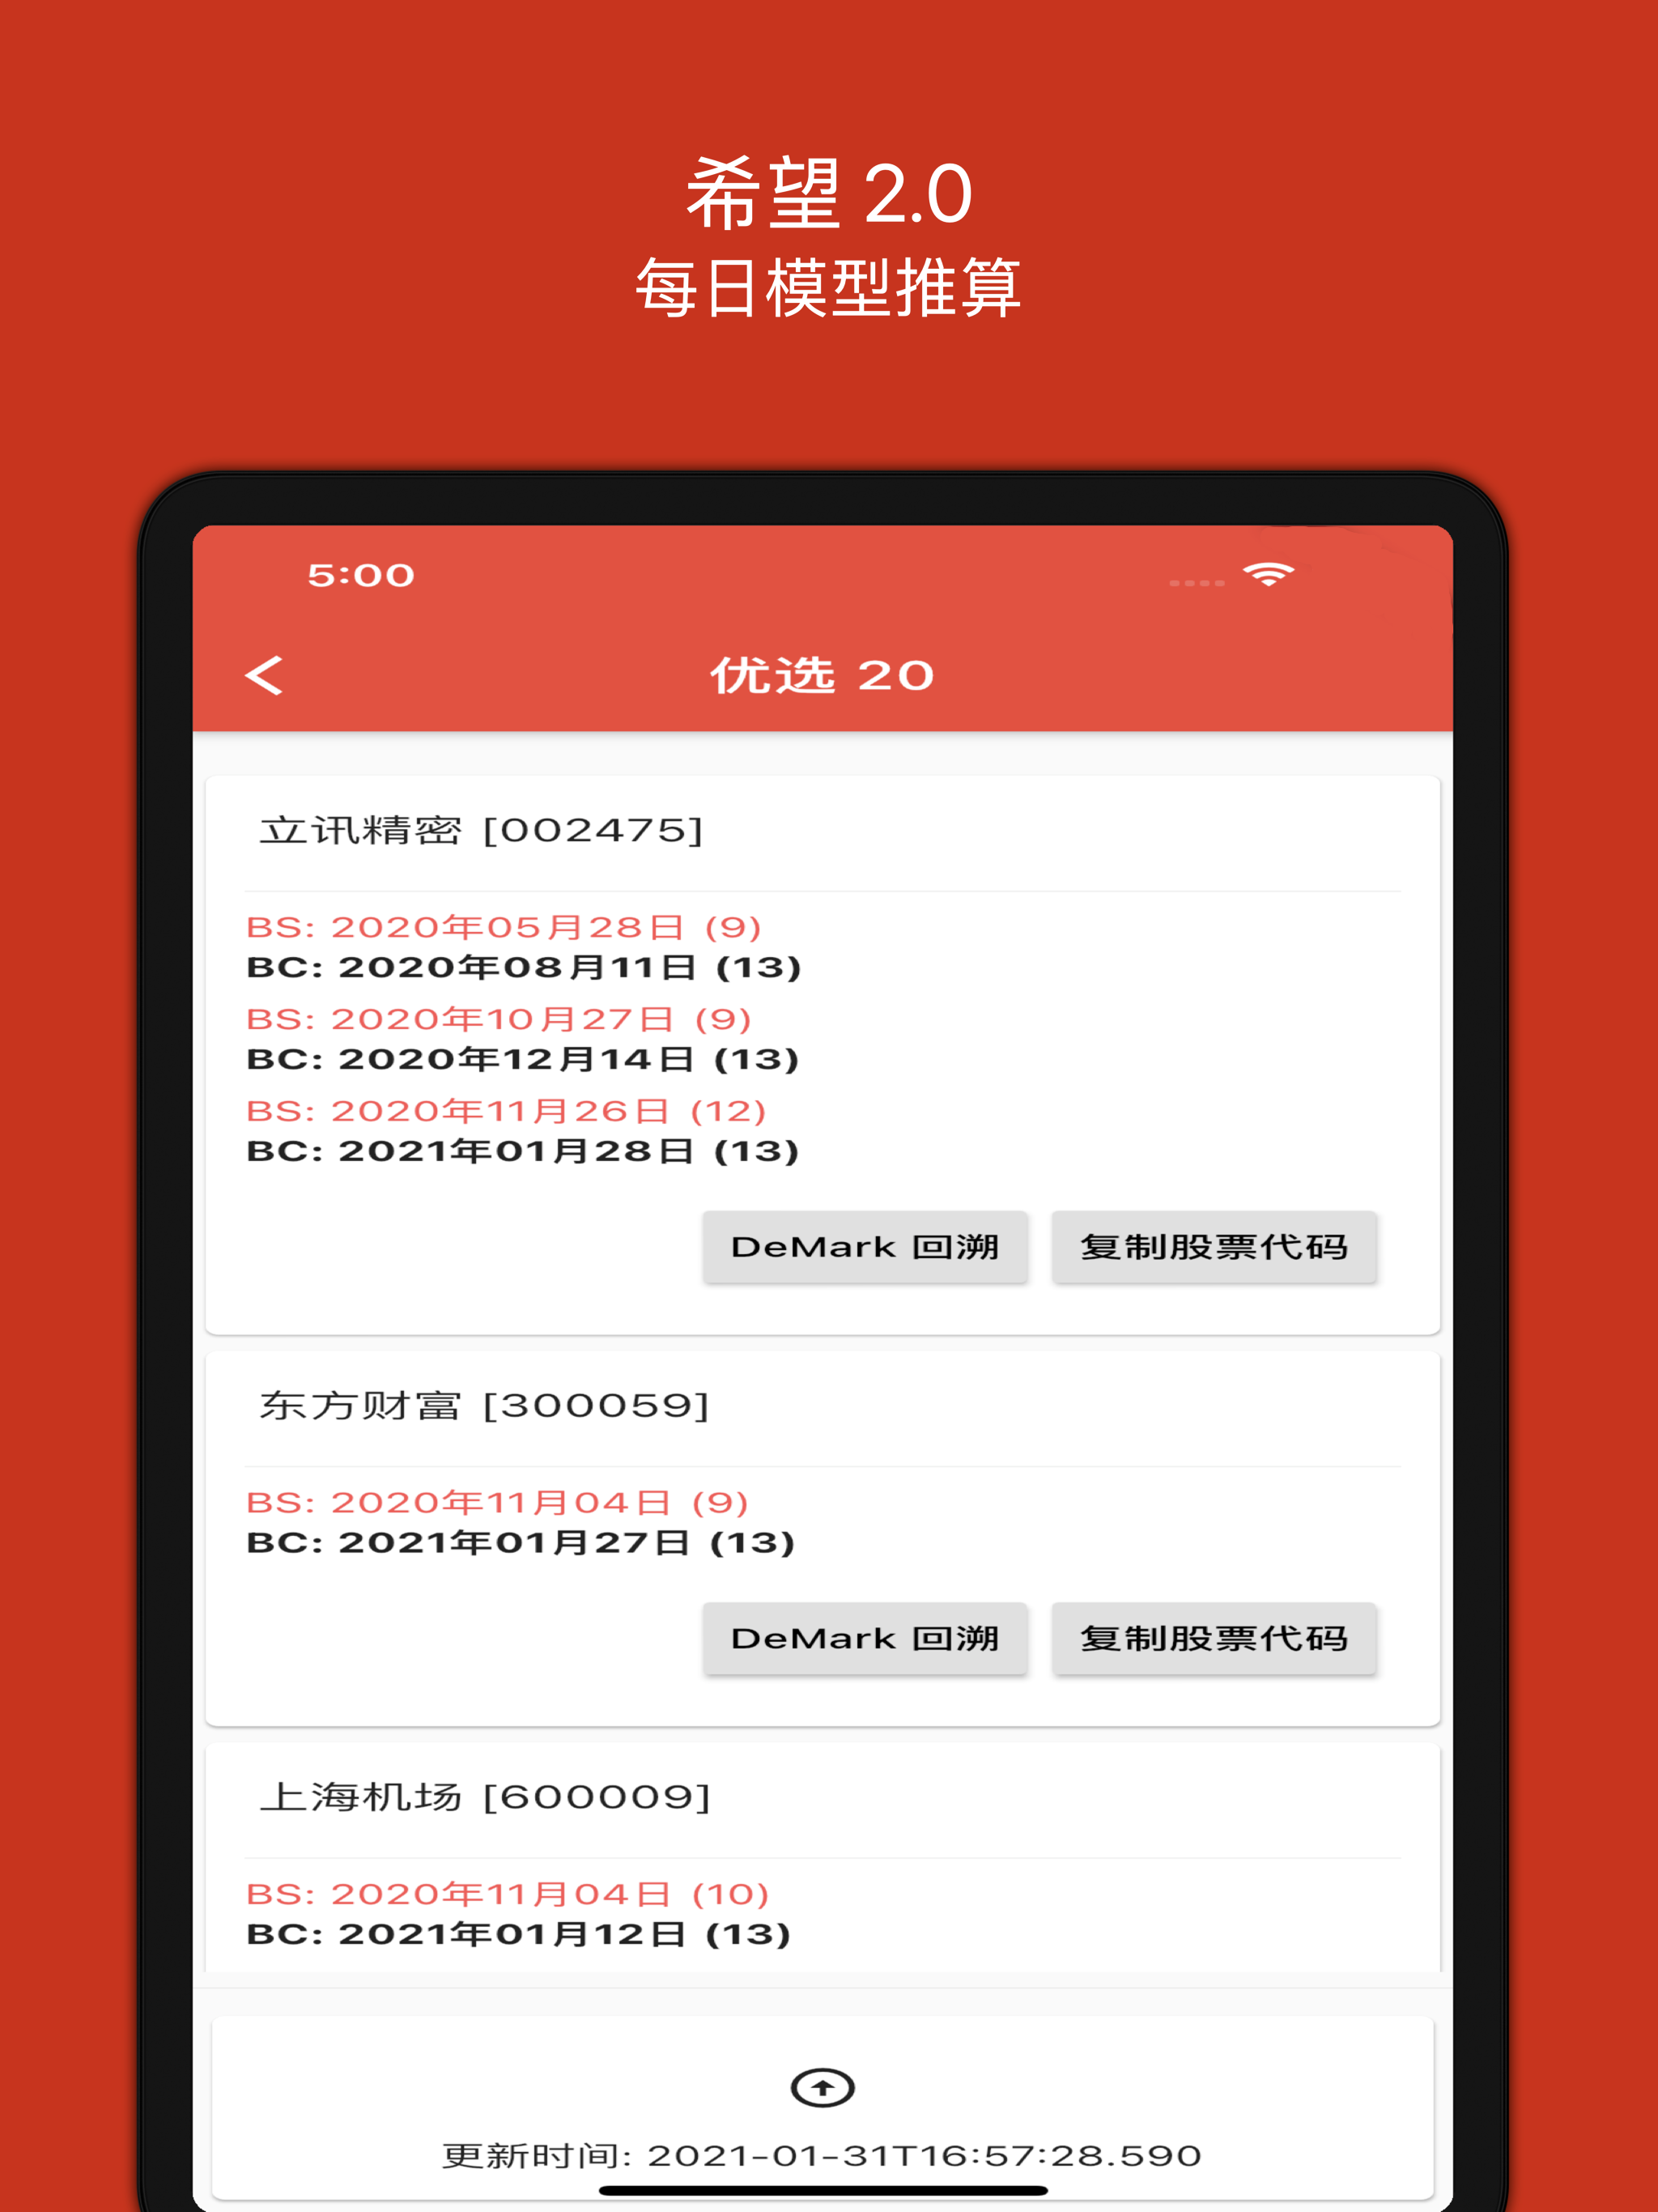 希望 2.0
每日模型推算
5:00
优选 20
立讯精密 [002475]
BS: 2020年05月28日 (9)
BC: 2020年08月11日 (13)
BS: 2020年10月27日 (9)
BC: 2020年12月14日 (13)
BS: 2020年11月26日 (12)
BC: 2021年01月28日 (13)
DeMark 回溯 复制股票代码
东方财富 [300059]
BS: 2020年11月04日 (9)
BC: 2021年01月27日 (13)
DeMark 回溯 复制股票代码
上海机场 [600009]
BS: 2020年11月04日 (10)
BC: 2021年01月12日 (13)
更新时间: 2021-01-31T16:57:28.590